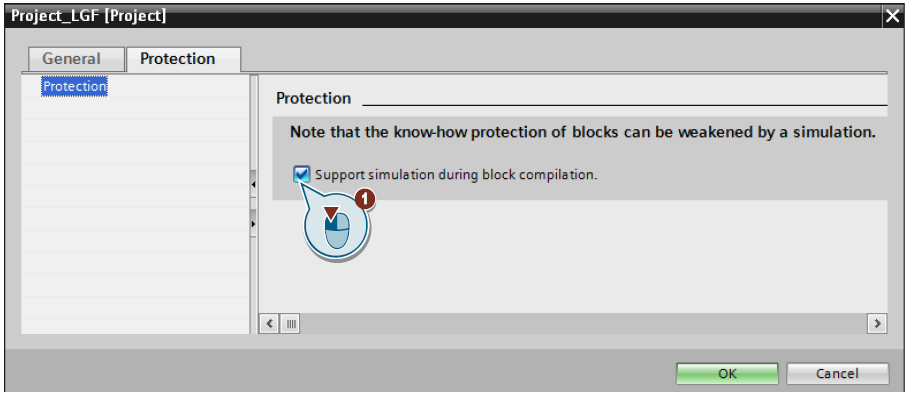 Project_LGF [Project]
General
Protection
Protection
Protection
Note that the know-how protection of blocks can be weakened by a simulation.
Support simulation during block compilation.
1
OK
Cancel